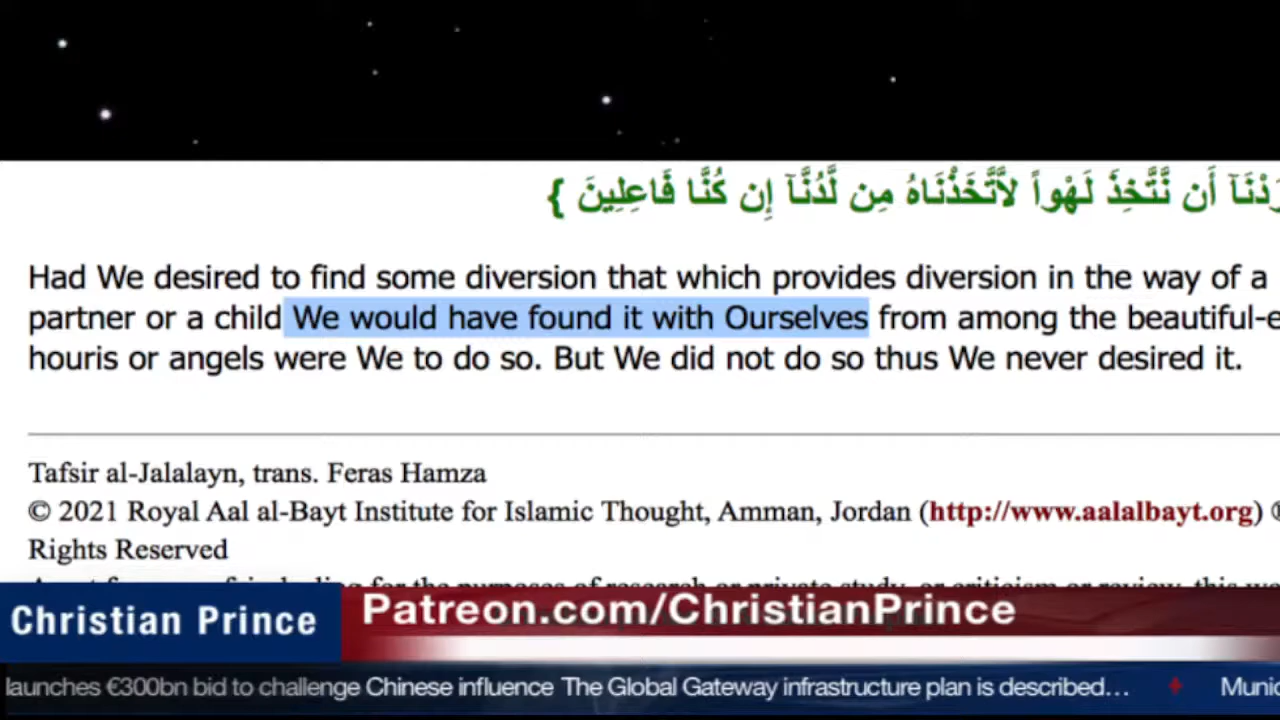 أَرَدْنَآ أَن نَّتَّخِذَ لَهْواً لاَّتَّخَذْنَاهُ مِن لَّدُنَّآ إِن كُنَّا فَاعِلِينَ }
Had We desired to find some diversion that which provides diversion in the way of a
partner or a child We would have found it with Ourselves from among the beautiful-e
houris or angels were We to do so. But We did not do so thus We never desired it.
Tafsir al-Jalalayn, trans. Feras Hamza
© 2021 Royal Aal al-Bayt Institute for Islamic Thought, Amman, Jordan (http://www.aalalbayt.org) ©
Rights Reserved
Christian Prince
Patreon.com/ChristianPrince
launches €300bn bid to challenge Chinese influence The Global Gateway infrastructure plan is described… Munic